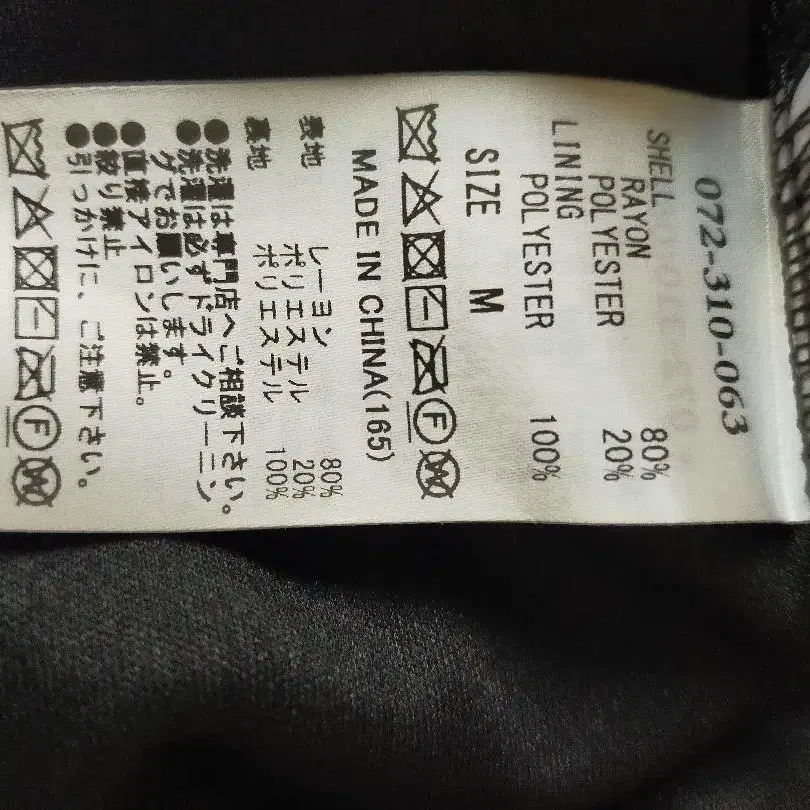 072-310-063
SHELL
RAYON 80%
POLYESTER 20%
LINING
POLYESTER 100%
SIZE M
F W
MADE IN CHINA(165)
表地 レーヨン 80%
ポリエステル 20%
裏地 ポリエステル 100%
●洗濯は専門店へご相談下さい。
●洗濯は必ずドライクリーニン
グでお願いします。
●直接アイロンは禁止。
●絞り禁止
●引っかけに、ご注意下さい。
F W